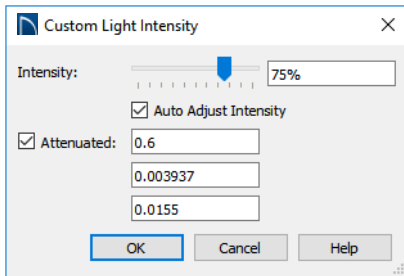 Custom Light Intensity
Intensity: 75%
Auto Adjust Intensity
Attenuated: 0.6
0.003937
0.0155
OK Cancel Help